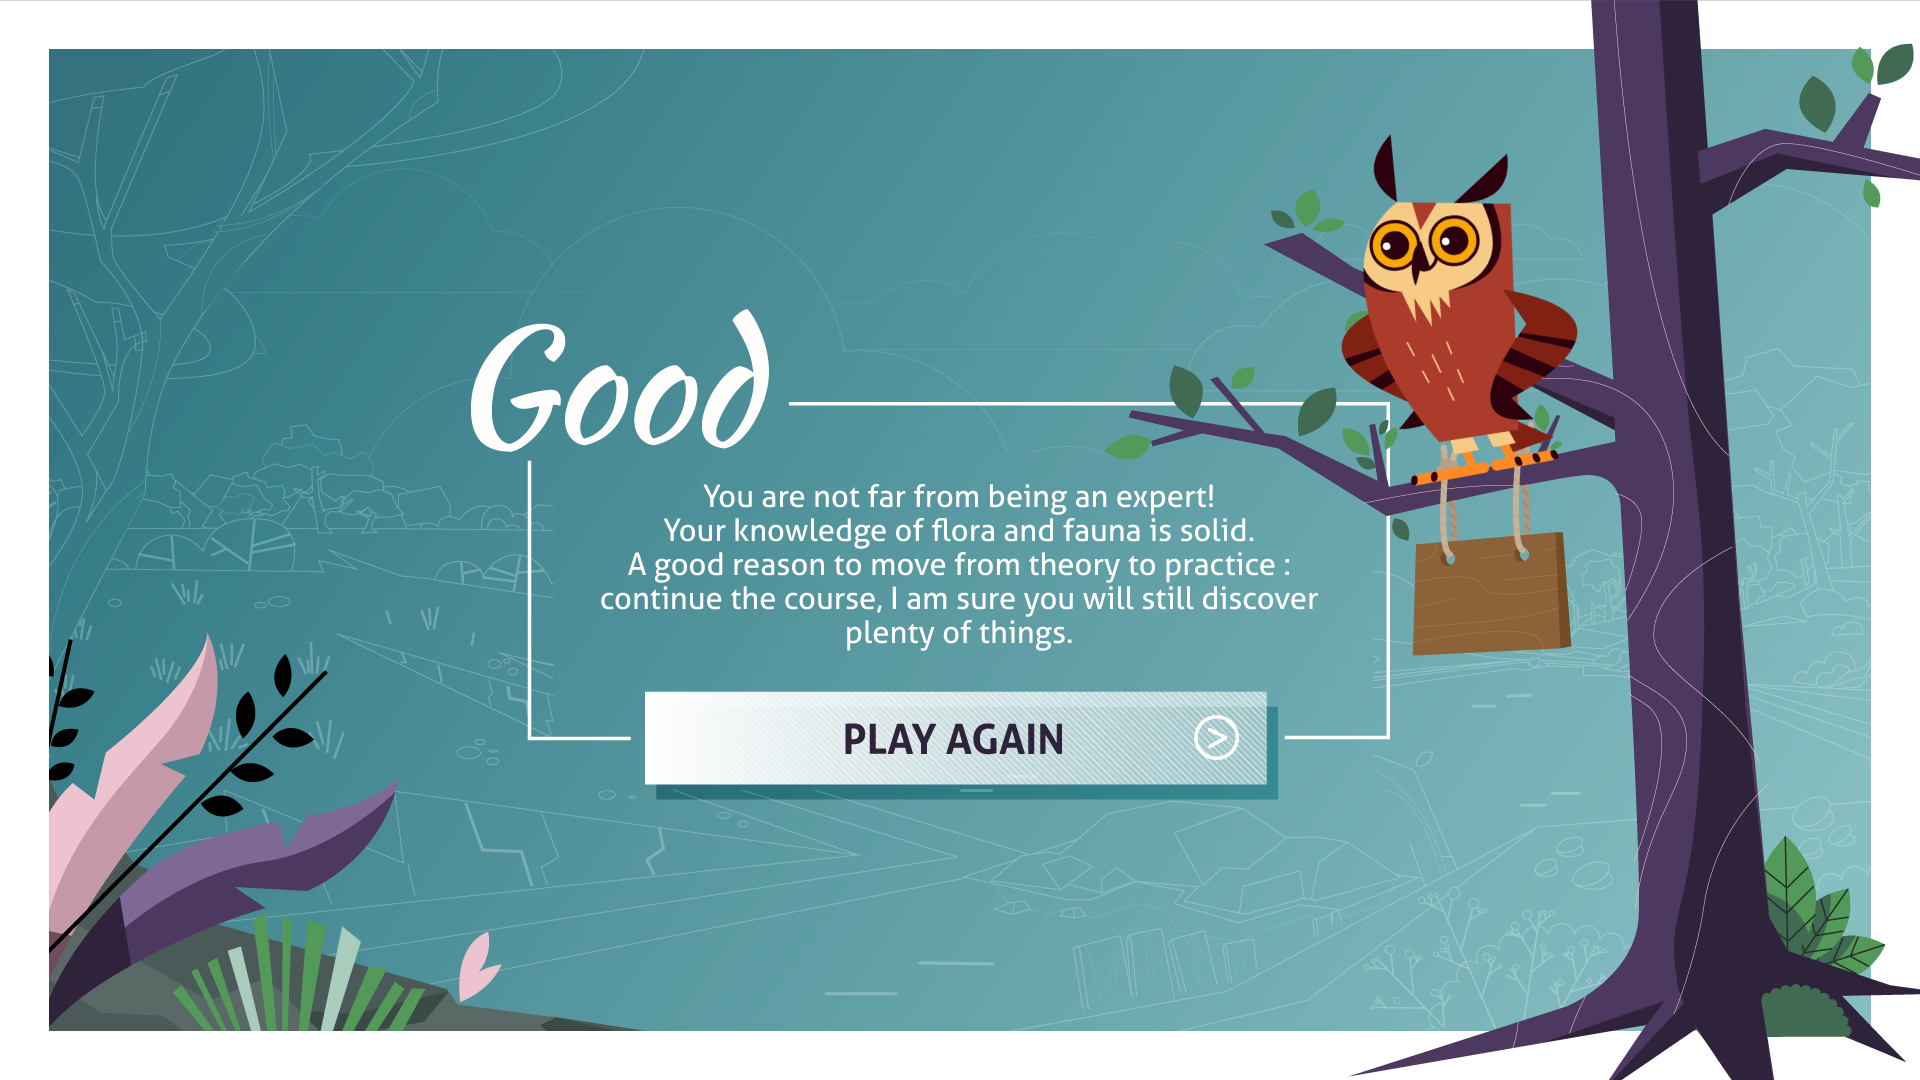 Good
You are not far from being an expert!
Your knowledge of flora and fauna is solid.
A good reason to move from theory to practice :
continue the course, I am sure you will still discover
plenty of things.
PLAY AGAIN